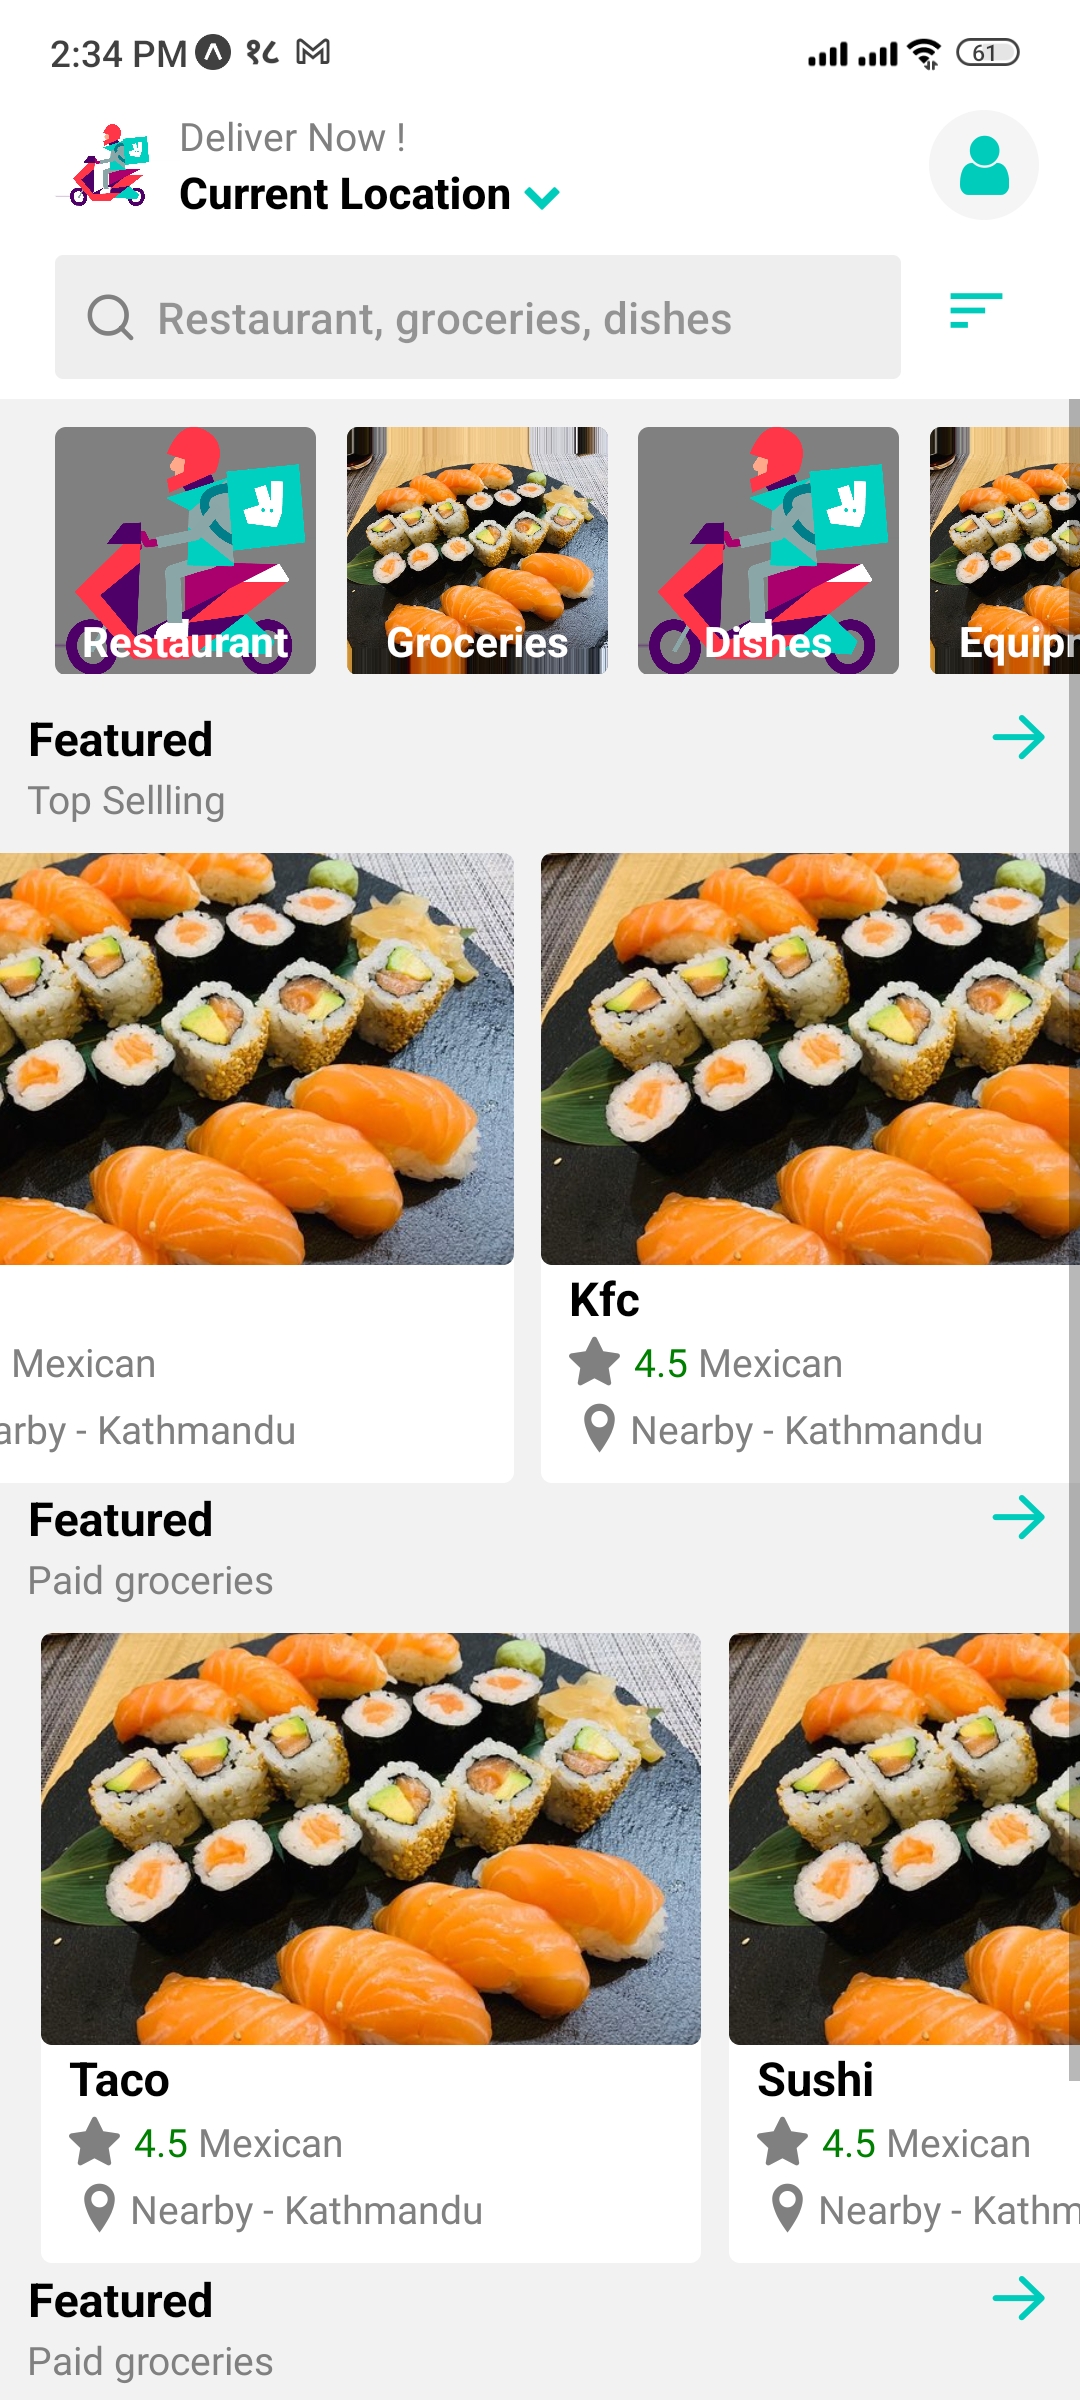 2:34 PM
१८
61
Deliver Now !
Current Location
Restaurant, groceries, dishes
Restaurant
Groceries
Dishes
Equipr
Featured
Top Sellling
Kfc
Mexican
4.5 Mexican
arby - Kathmandu
Nearby - Kathmandu
Featured
Paid groceries
Taco
Sushi
4.5 Mexican
4.5 Mexican
Nearby - Kathmandu
Nearby - Kathm
Featured
Paid groceries